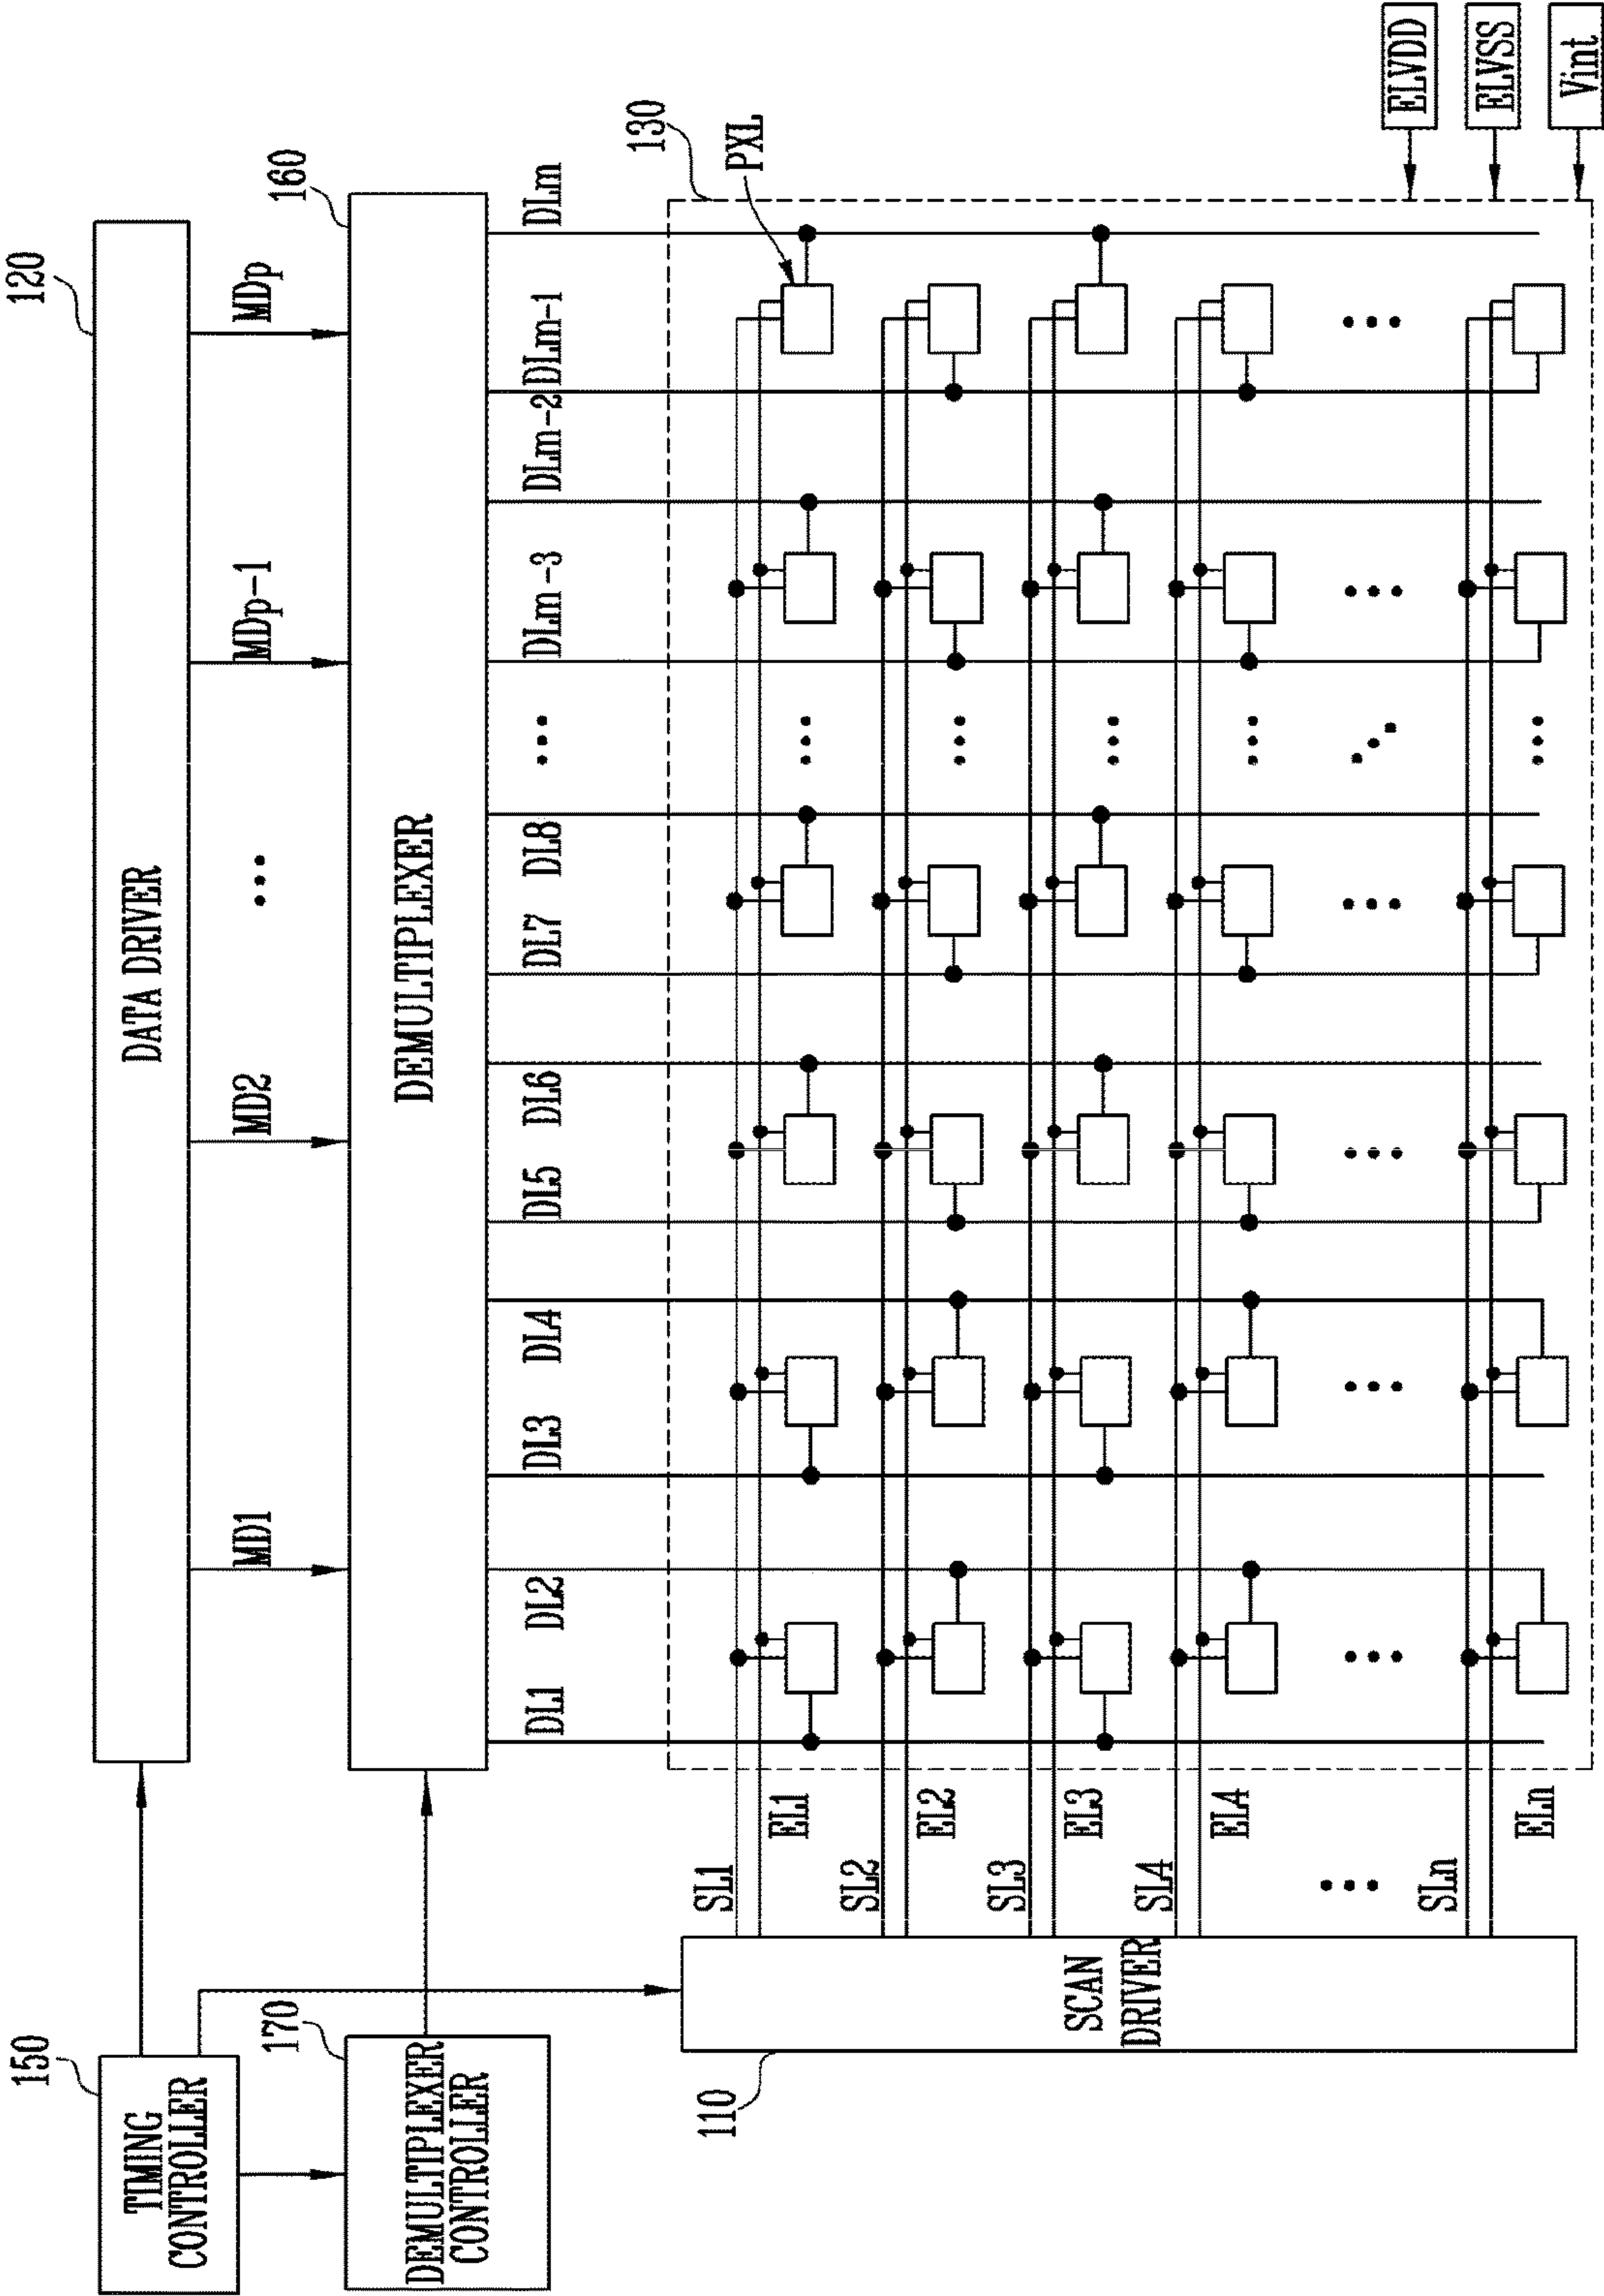 150
TIMING
CONTROLLER
120
DATA DRIVER
MD1
MD2
...
MDp-1
MDp
170
DEMULTIPLEXER
CONTROLLER
160
DEMULTIPLEXER
DL1
DL2
DL3
DL4
DL5
DL6
DL7
DL8
...
DLm-3
DLm-2
DLm-1
DLm
130
PXL
110
SCAN
DRIVER
SL1
EL1
SL2
EL2
SL3
EL3
SL4
EL4
...
SLn
ELn
ELVDD
ELVSS
Vint